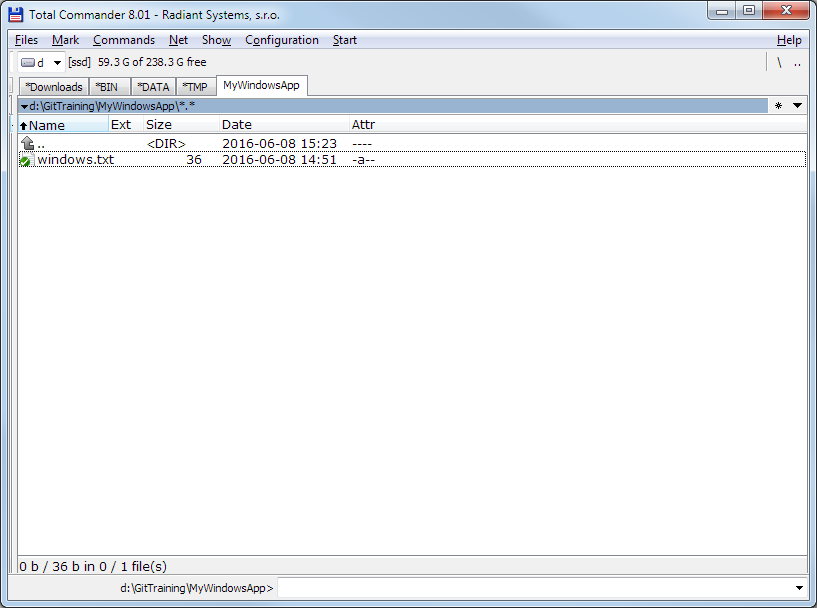 Total Commander 8.01 - Radiant Systems, s.r.o.
Files Mark Commands Net Show Configuration Start Help
d [ssd] 59.3 G of 238.3 G free \ ..
*Downloads *BIN *DATA *TMP MyWindowsApp
d:\GitTraining\MyWindowsApp\*.* *
Name Ext Size Date Attr
.. <DIR> 2016-06-08 15:23 ----
windows.txt 36 2016-06-08 14:51 -a--
0 b / 36 b in 0 / 1 file(s)
d:\GitTraining\MyWindowsApp>